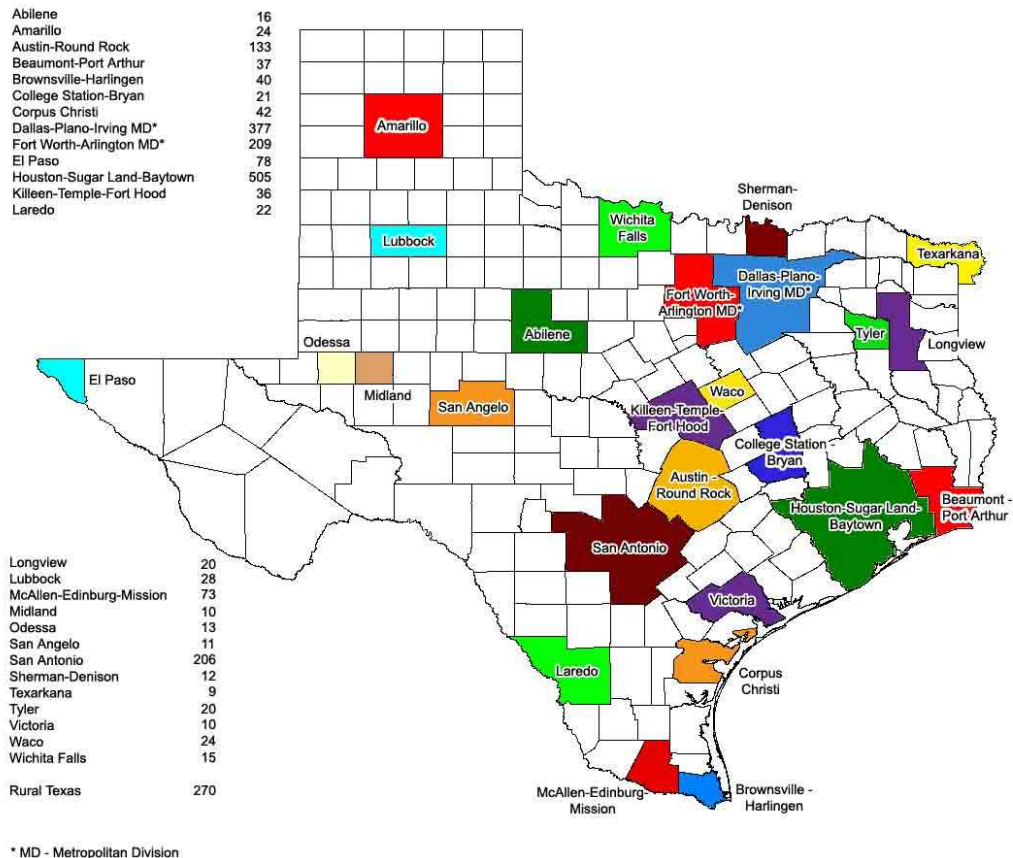 Abilene 16
Amarillo 24
Austin-Round Rock 133
Beaumont-Port Arthur 37
Brownsville-Harlingen 40
College Station-Bryan 21
Corpus Christi 42
Dallas-Plano-Irving MD* 377
Fort Worth-Arlington MD* 209
El Paso 78
Houston-Sugar Land-Baytown 505
Killeen-Temple-Fort Hood 36
Laredo 22
Amarillo
Sherman-
Denison
Wichita
Falls
Lubbock
Texarkana
Dallas-Plano-
Irving MD*
Fort Worth-
Arlington MD*
Abilene
Tyler
Longview
Odessa
El Paso
Midland
San Angelo
Waco
Killeen-Temple-
Fort Hood
College Station -
Bryan
Austin -
Round Rock
Houston-Sugar Land-
Baytown
Beaumont -
Port Arthur
San Antonio
Victoria
Laredo
Corpus
Christi
McAllen-Edinburg-
Mission
Brownsville -
Harlingen
Longview 20
Lubbock 28
McAllen-Edinburg-Mission 73
Midland 10
Odessa 13
San Angelo 11
San Antonio 206
Sherman-Denison 12
Texarkana 9
Tyler 20
Victoria 10
Waco 24
Wichita Falls 15
Rural Texas 270
* MD - Metropolitan Division